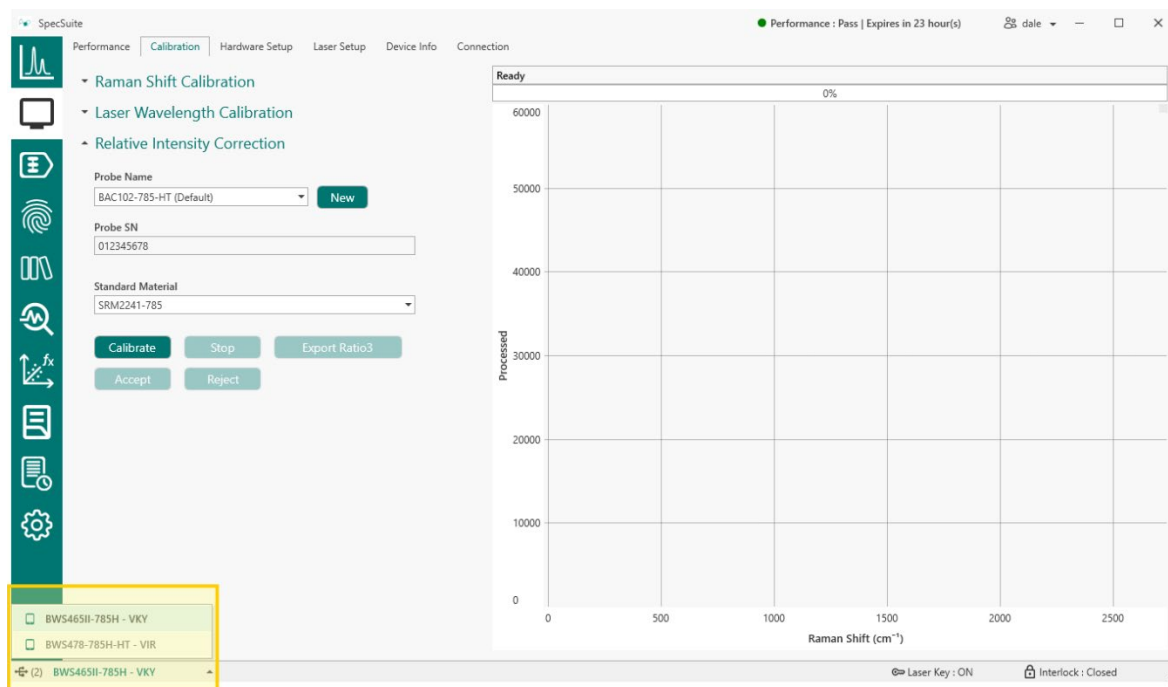 SpecSuite
Performance : Pass | Expires in 23 hour(s)
dale
Performance Calibration Hardware Setup Laser Setup Device Info Connection
Raman Shift Calibration
Laser Wavelength Calibration
Relative Intensity Correction
Probe Name
BAC102-785-HT (Default)
New
Probe SN
012345678
Standard Material
SRM2241-785
Calibrate Stop Export Ratio3
Accept Reject
fx
Ready
0%
Processed
60000
50000
40000
30000
20000
10000
0
0 500 1000 1500 2000 2500
Raman Shift (cm⁻¹)
BWS465II-785H - VKY
BWS478-785H-HT - VIR
(2) BWS465II-785H - VKY
Laser Key : ON
Interlock : Closed